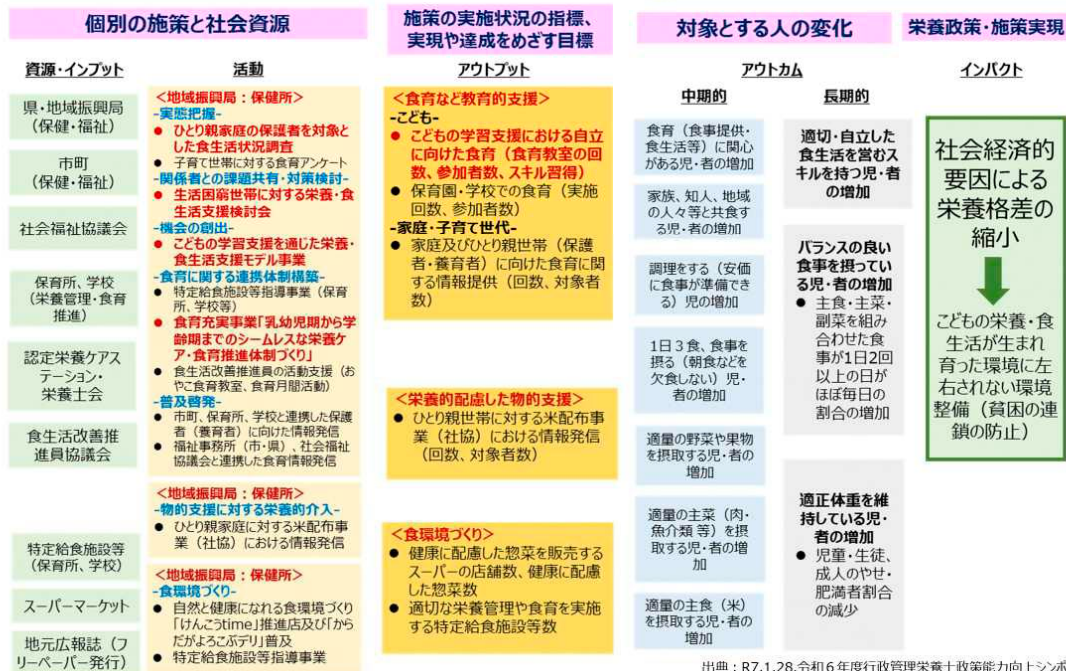 個別の施策と社会資源
施策の実施状況の指標、
実現や達成をめざす目標
対象とする人の変化
栄養政策・施策実現
資源・インプット
活動
アウトプット
アウトカム
インパクト
中期的
長期的
県・地域振興局
（保健・福祉）
市町
（保健・福祉）
社会福祉協議会
保育所、学校
（栄養管理・食育
推進）
認定栄養ケアス
テーション・
栄養士会
食生活改善推
進員協議会
特定給食施設等
（保育所、学校）
スーパーマーケット
地元広報誌（フ
リーペーパー発行）
＜地域振興局：保健所＞
-実態把握-
● ひとり親家庭の保護者を対象と
した食生活状況調査
● 子育て世帯に対する食育アンケート
-関係者との課題共有・対策検討-
● 生活困窮世帯に対する栄養・食
生活支援検討会
-機会の創出-
● こどもの学習支援を通じた栄養・
食生活支援モデル事業
-食育に関する連携体制構築-
● 特定給食施設等指導事業（保育
所、学校等）
● 食育充実事業「乳幼児期から学
齢期までのシームレスな栄養ケ
ア・食育推進体制づくり」
● 食生活改善推進員の活動支援（お
やこ食育教室、食育月間活動）
-普及啓発-
● 市町、保育所、学校と連携した保護
者（養育者）に向けた情報発信
● 福祉事務所（市・県）、社会福祉
協議会と連携した食育情報発信
＜地域振興局：保健所＞
-物的支援に対する栄養的介入-
● ひとり親家庭に対する米配布事
業（社協）における情報発信
＜地域振興局：保健所＞
-食環境づくり-
● 自然と健康になれる食環境づくり
「けんこうtime」推進店及び「から
だがよろこぶデリ」普及
● 特定給食施設等指導事業
＜食育など教育的支援＞
-こども-
● こどもの学習支援における自立
に向けた食育（食育教室の回
数、参加者数、スキル習得）
● 保育園・学校での食育（実施
回数、参加者数）
-家庭・子育て世代-
● 家庭及びひとり親世帯（保護
者・養育者）に向けた食育に関
する情報提供（回数、対象者
数）
＜栄養的配慮した物的支援＞
● ひとり親世帯に対する米配布事
業（社協）における情報発信
（回数、対象者数）
＜食環境づくり＞
● 健康に配慮した惣菜を販売する
スーパーの店舗数、健康に配慮
した惣菜数
● 適切な栄養管理や食育を実施
する特定給食施設等数
食育（食事提供・
食生活等）に関心
がある児・者の増加
家族、知人、地域
の人々等と共食す
る児・者の増加
調理をする（安価
に食事が準備でき
る）児の増加
1日３食、食事を
摂る（朝食などを
欠食しない）児・
者の増加
適量の野菜や果物
を摂取する児・者の
増加
適量の主菜（肉・
魚介類等）を摂
取する児・者の増
加
適量の主食（米）
を摂取する児・者
の増加
適切・自立した
食生活を営むス
キルを持つ児・者
の増加
バランスの良い
食事を摂ってい
る児・者の増加
● 主食・主菜・
副菜を組み
合わせた食
事が1日2回
以上の日が
ほぼ毎日の
割合の増加
適正体重を維
持している児・
者の増加
● 児童・生徒、
成人のやせ・
肥満者割合
の減少
社会経済的
要因による
栄養格差の
縮小
こどもの栄養・食
生活が生まれ
育った環境に左
右されない環境
整備（貧困の連
鎖の防止）
出典：R7.1.28.令和６年度行政管理栄養士政策能力向上シンポ